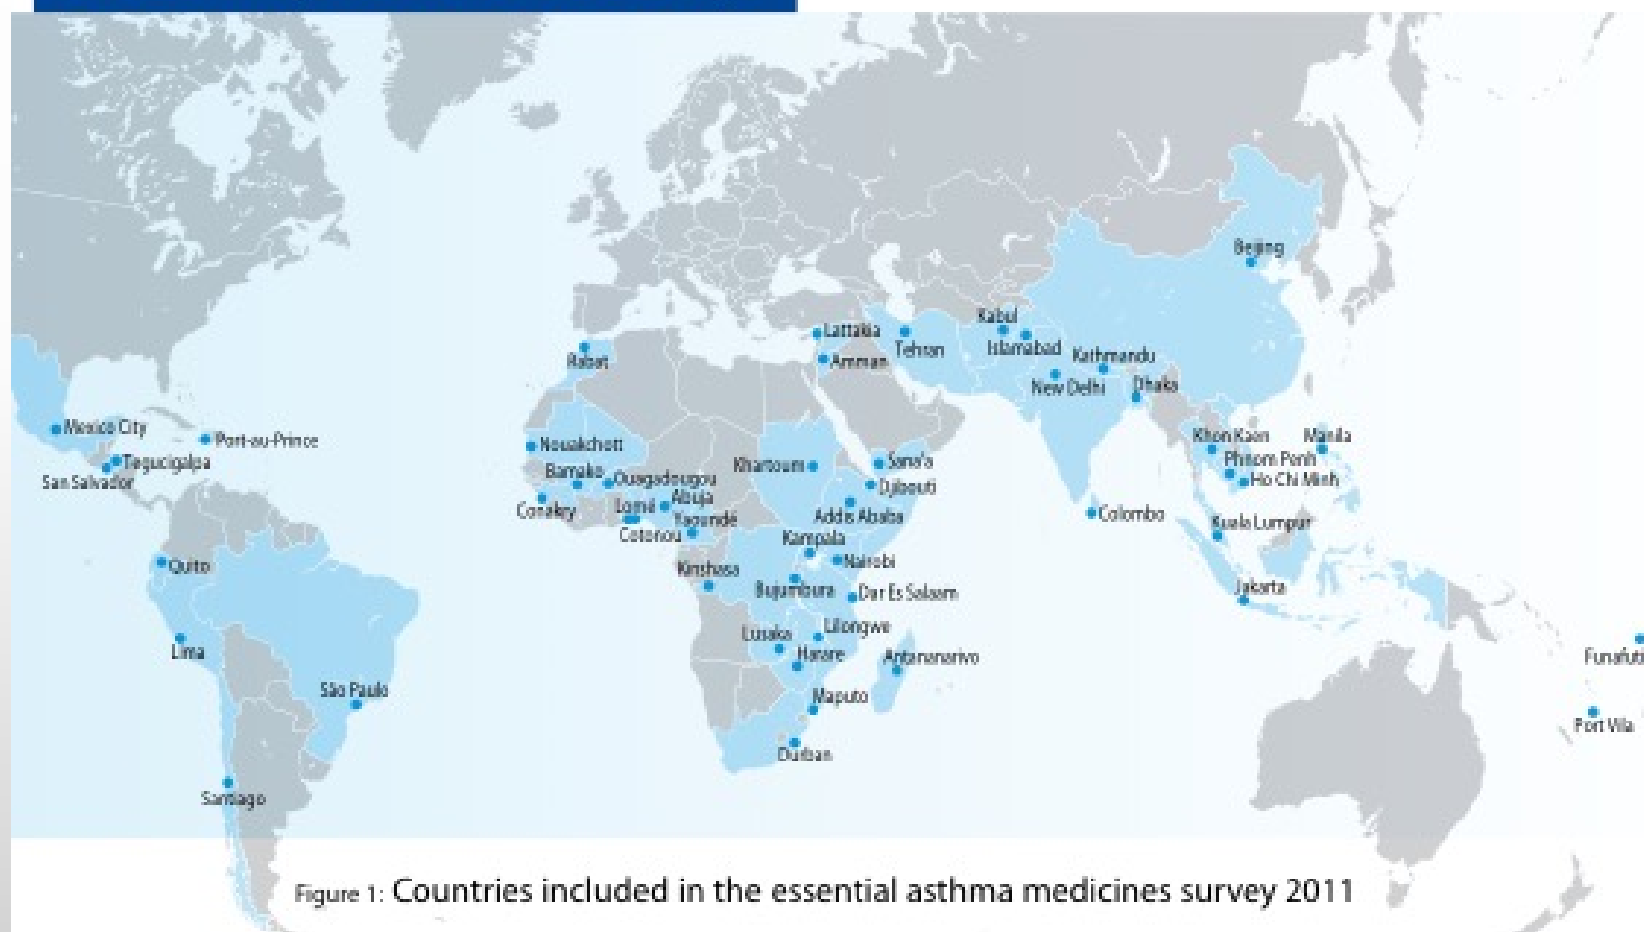 Beijing
Kabul
Lattakia
Tehran
Islamabad
Kathmandu
Rabat
Amman
New Delhi
Dhaka
Mexico City
Port-au-Prince
Nouakchott
Khon Kaen
Manila
Tegucigalpa
Khartoum
Sana'a
Phnom Penh
San Salvador
Bamako
Ouagadougou
Djibouti
Ho Chi Minh
Conakry
Lomé
Abuja
Addis Ababa
Colombo
Yaoundé
Kuala Lumpur
Cotonou
Kampala
Quito
Kinshasa
Nairobi
Bujumbura
Dar Es Salaam
Jakarta
Lusaka
Lilongwe
Lima
Harare
Antananarivo
Funafuti
São Paulo
Maputo
Port Vila
Durban
Santiago
Figure 1: Countries included in the essential asthma medicines survey 2011